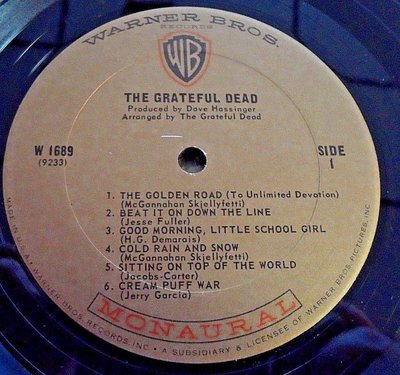 WARNER BROS.
RECORDS
WB
THE GRATEFUL DEAD
Produced by Dave Hassinger
Arranged by The Grateful Dead
W 1689
(9233)
SIDE
1
1. THE GOLDEN ROAD (To Unlimited Devotion)
(McGannahan Skjellyfetti)
2. BEAT IT ON DOWN THE LINE
(Jesse Fuller)
3. GOOD MORNING, LITTLE SCHOOL GIRL
(H.G. Demarais)
4. COLD RAIN AND SNOW
(McGannahan Skjellyfetti)
5. SITTING ON TOP OF THE WORLD
(Jacobs-Carter)
6. CREAM PUFF WAR
(Jerry Garcia)
MONAURAL
MADE IN U.S.A. • WARNER BROS. RECORDS INC. • A SUBSIDIARY & LICENSEE OF WARNER BROS. PICTURES, INC.